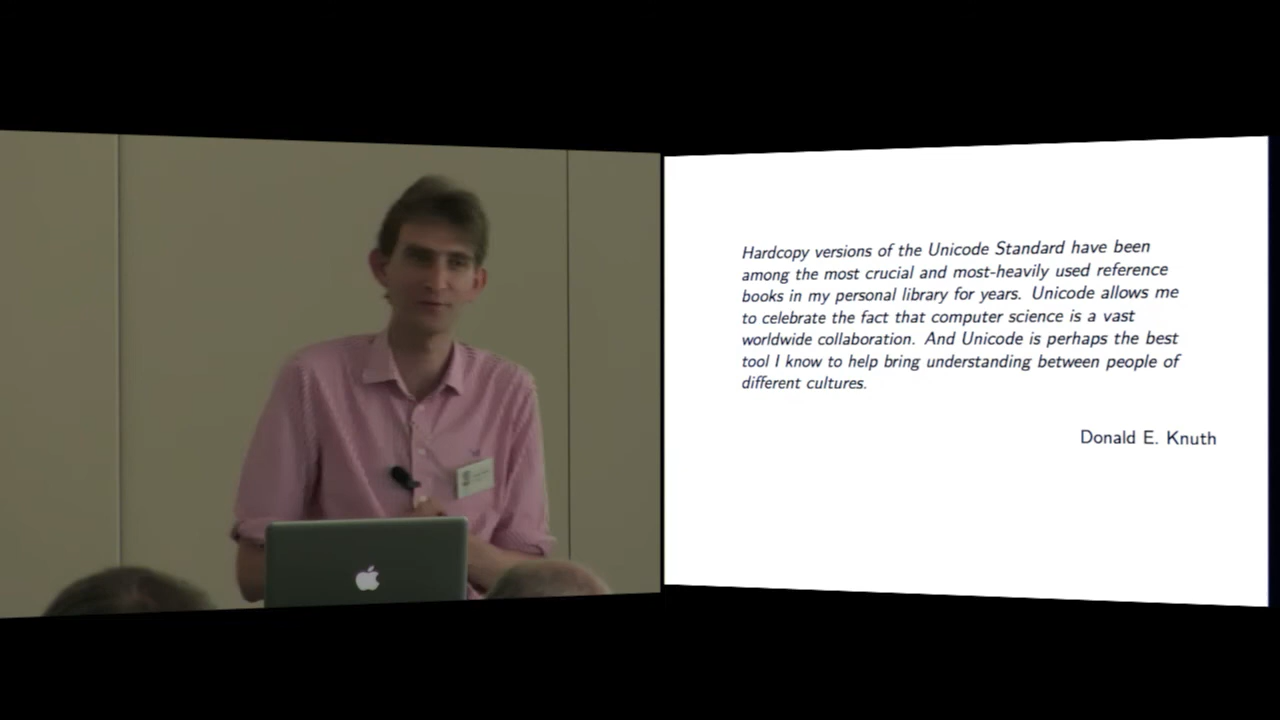 Hardcopy versions of the Unicode Standard have been
among the most crucial and most-heavily used reference
books in my personal library for years. Unicode allows me
to celebrate the fact that computer science is a vast
worldwide collaboration. And Unicode is perhaps the best
tool I know to help bring understanding between people of
different cultures.
Donald E. Knuth